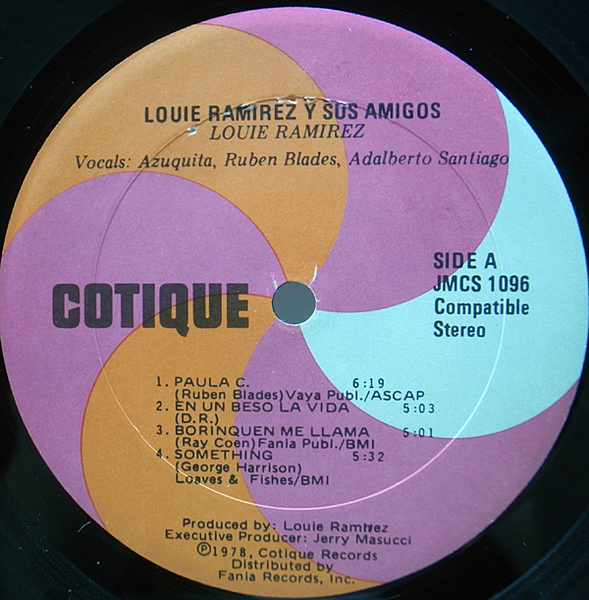 LOUIE RAMIREZ Y SUS AMIGOS
LOUIE RAMIREZ
Vocals: Azuquita, Ruben Blades, Adalberto Santiago
SIDE A
JMCS 1096
Compatible
Stereo
COTIQUE
1. PAULA C. 6:19
(Ruben Blades)Vaya Publ./ASCAP
2. EN UN BESO LA VIDA 5:03
(D.R.)
3. BORINQUEN ME LLAMA 5:01
(Ray Coen)Fania Publ./BMI
4. SOMETHING 5:32
(George Harrison)
Loaves & Fishes/BMI
Produced by: Louie Ramirez
Executive Producer: Jerry Masucci
Ⓟ1978, Cotique Records
Distributed by
Fania Records, Inc.